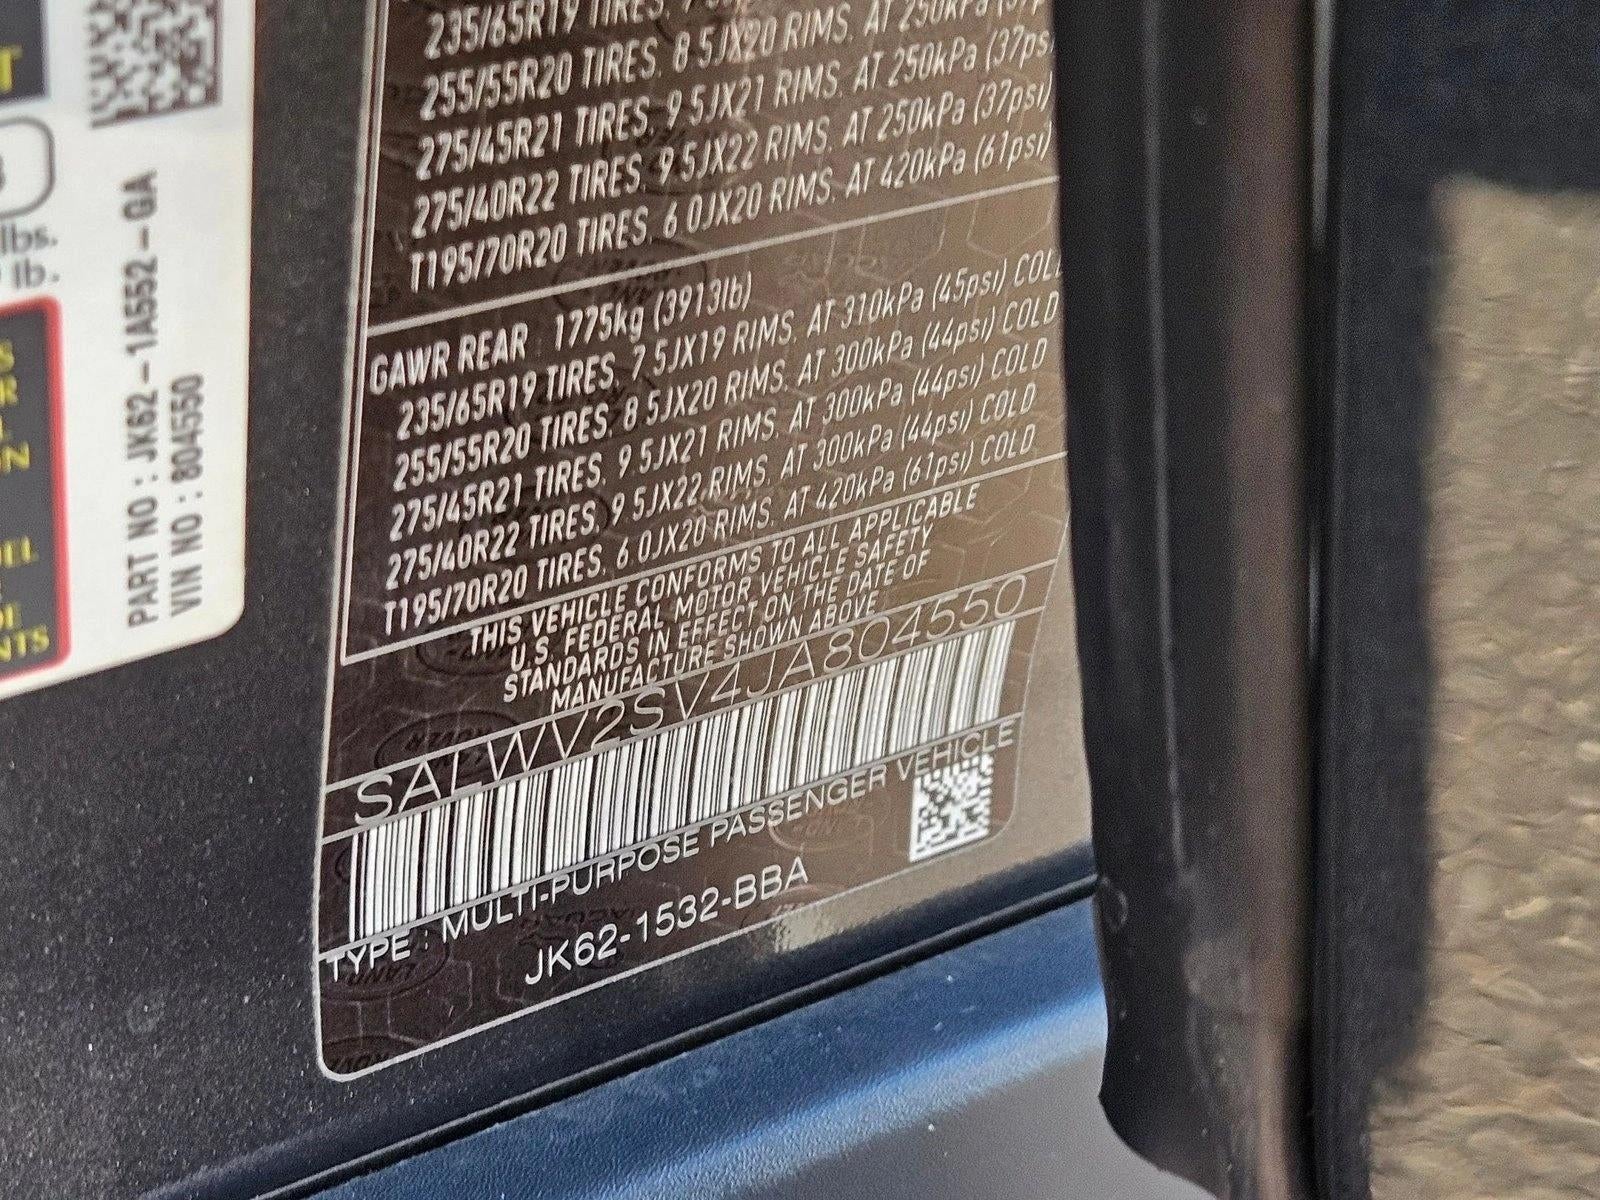 T
lbs.
lb.
PART NO : JK62-1A552-GA
VIN NO : 804550
235/65R19 TIRES,
255/55R20 TIRES, 8.5JX20 RIMS, AT 250kPa (37psi
275/45R21 TIRES, 9.5JX21 RIMS, AT 250kPa (37psi
275/40R22 TIRES, 9.5JX22 RIMS, AT 250kPa (37psi)
T195/70R20 TIRES, 6.0JX20 RIMS, AT 420kPa (61psi)
GAWR REAR 1775kg (3913lb)
235/65R19 TIRES, 7.5JX19 RIMS, AT 310kPa (45psi) COLD
255/55R20 TIRES, 8.5JX20 RIMS, AT 300kPa (44psi) COLD
275/45R21 TIRES, 9.5JX21 RIMS, AT 300kPa (44psi) COLD
275/40R22 TIRES, 9.5JX22 RIMS, AT 300kPa (44psi) COLD
T195/70R20 TIRES, 6.0JX20 RIMS, AT 420kPa (61psi) COLD
THIS VEHICLE CONFORMS TO ALL APPLICABLE
U.S. FEDERAL MOTOR VEHICLE SAFETY
STANDARDS IN EFFECT ON THE DATE OF
MANUFACTURE SHOWN ABOVE
SALWV2SV4JA804550
TYPE : MULTI-PURPOSE PASSENGER VEHICLE
JK62-1532-BBA